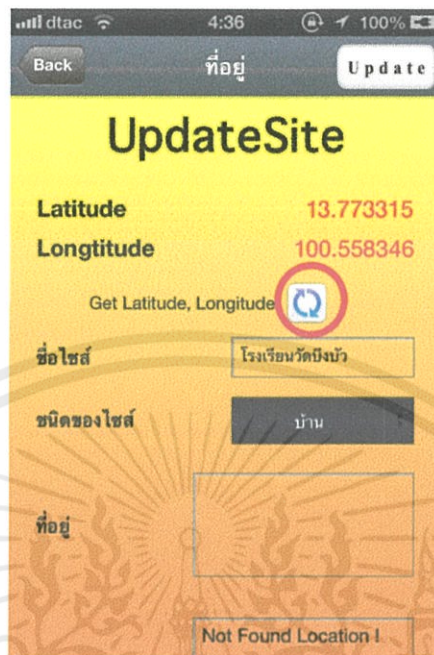 dtac 4:36 100%
Back ที่อยู่ Update
UpdateSite
Latitude 13.773315
Longtitude 100.558346
Get Latitude, Longitude
ชื่อไซส์ โรงเรียนวัดบึงบัว
ชนิดของไซส์ บ้าน
ที่อยู่
Not Found Location !